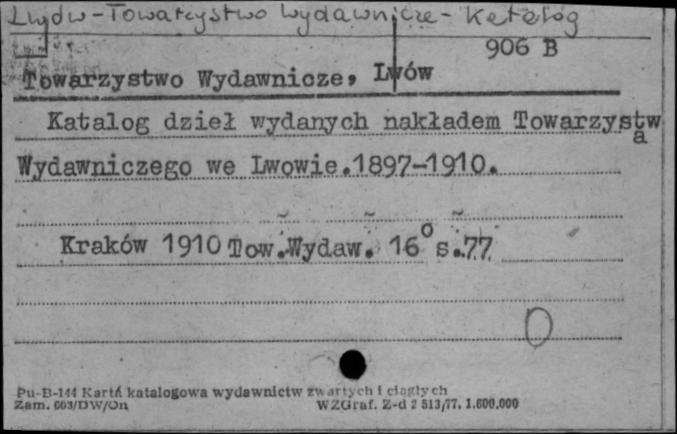 Lwów - Towarzystwo Wydawnicze - Katalog
906 B
Towarzystwo Wydawnicze, Lwów
Katalog dzieł wydanych nakładem Towarzystwa
Wydawniczego we Lwowie.1897-1910.
Kraków 1910 Tow.Wydaw. 16° s.77
O
Pu-B-144 Karta katalogowa wydawnictw zwartych i ciągłych
Zam. 603/DW/On WZGraf. Z-d 2 513/77. 1.600.000